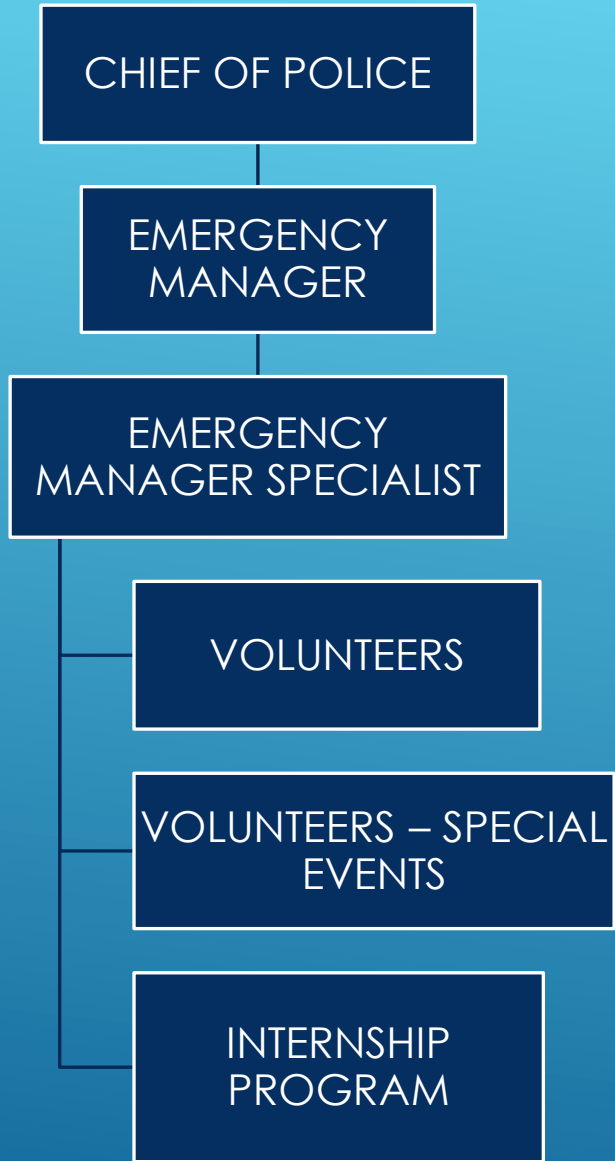 CHIEF OF POLICE
EMERGENCY
MANAGER
EMERGENCY
MANAGER SPECIALIST
VOLUNTEERS
VOLUNTEERS – SPECIAL
EVENTS
INTERNSHIP
PROGRAM